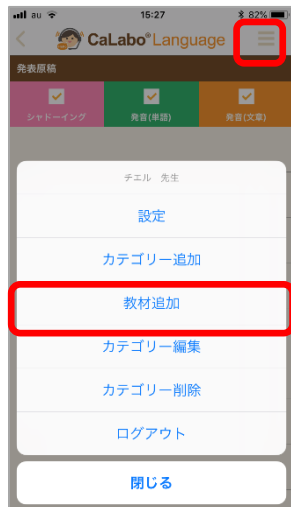 au 15:27 82%
CaLabo®Language
発表原稿
シャドーイング 発音(単語) 発音(文章)
チエル 先生
設定
カテゴリー追加
教材追加
カテゴリー編集
カテゴリー削除
ログアウト
閉じる